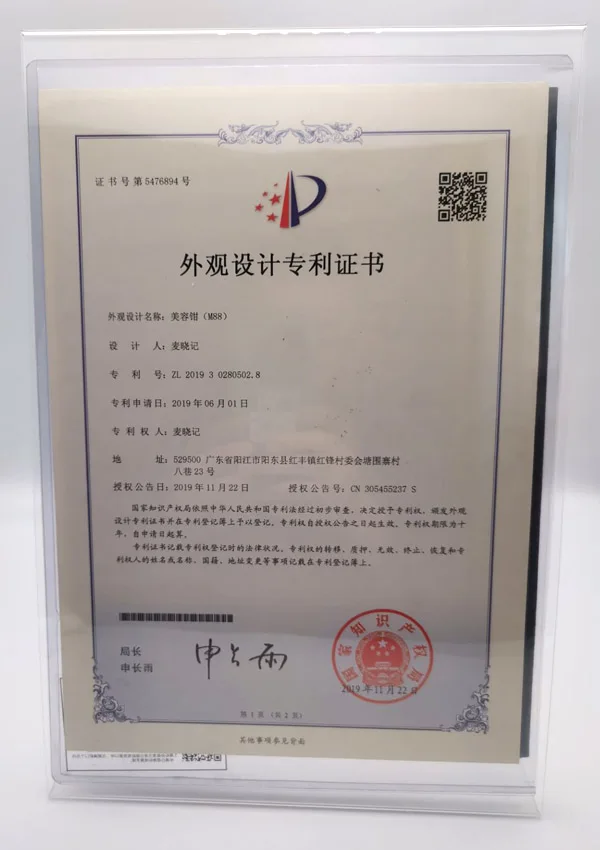 证书号第5476894号
外观设计专利证书
外观设计名称：美容钳（M88）
设 计 人：麦晓记
专 利 号：ZL 2019 3 0280502.8
专利申请日：2019年06月01日
专 利 权 人：麦晓记
地 址：529500 广东省阳江市阳东县红丰镇红锋村委会塘围寨村
八巷23号
授权公告日：2019年11月22日 授权公告号：CN 305455237 S
国家知识产权局依照中华人民共和国专利法经过初步审查，决定授予专利权，颁发外观
设计专利证书并在专利登记簿上予以登记。专利权自授权公告之日起生效。专利权期限为十
年，自申请日起算。
专利证书记载专利权登记时的法律状况。专利权的转移、质押、无效、终止、恢复和专
利权人的姓名或名称、国籍、地址变更等事项记载在专利登记簿上。
局长
申长雨
申长雨
国家知识产权局
2019年11月22日
第 1 页 （共 2 页）
其他事项参见背面